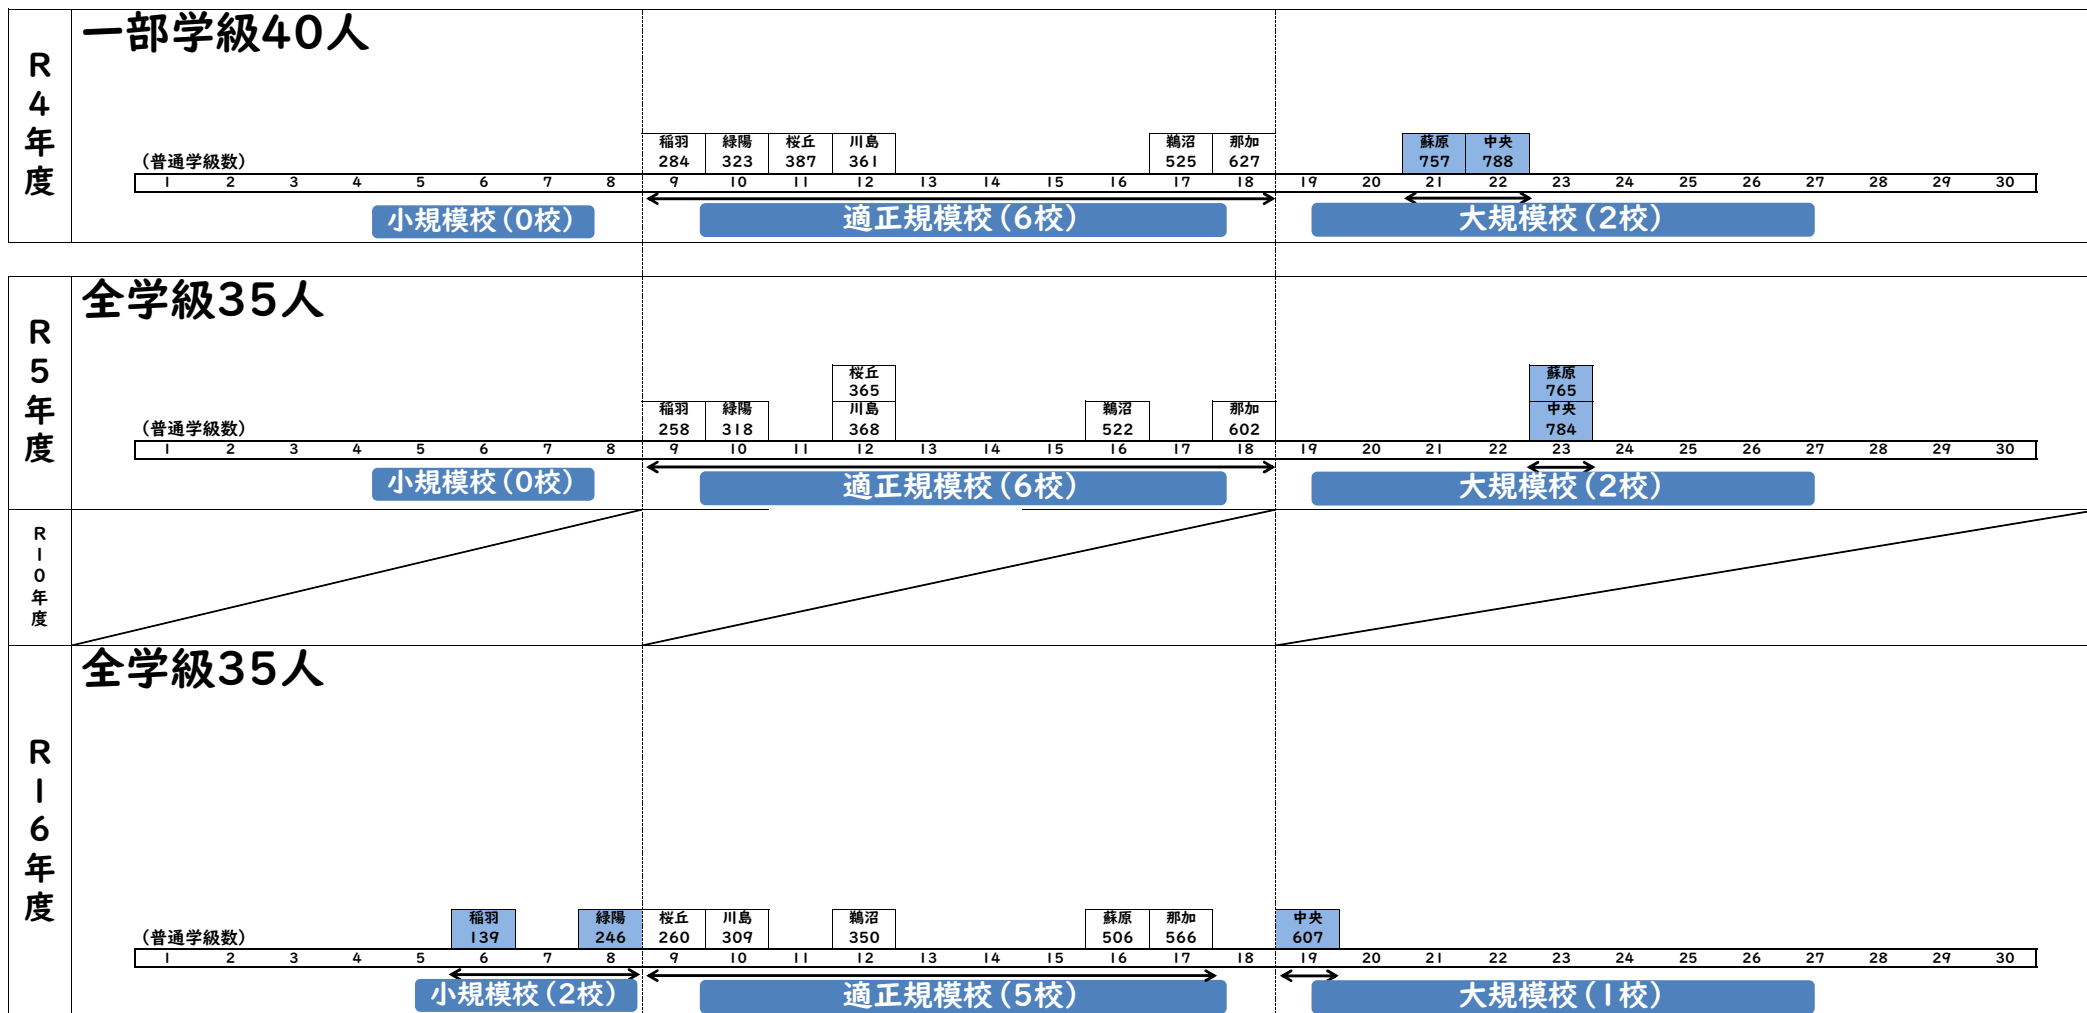 R4年度
一部学級40人
稲羽 緑陽 桜丘 川島 鵜沼 那加 蘇原 中央
(普通学級数) 284 323 387 361 525 627 757 788
1 2 3 4 5 6 7 8 9 10 11 12 13 14 15 16 17 18 19 20 21 22 23 24 25 26 27 28 29 30
小規模校(0校) 適正規模校(6校) 大規模校(2校)
R5年度
全学級35人
桜丘 蘇原
365 765
稲羽 緑陽 川島 鵜沼 那加 中央
(普通学級数) 258 318 368 522 602 784
1 2 3 4 5 6 7 8 9 10 11 12 13 14 15 16 17 18 19 20 21 22 23 24 25 26 27 28 29 30
小規模校(0校) 適正規模校(6校) 大規模校(2校)
R10年度
R16年度
全学級35人
稲羽 緑陽 桜丘 川島 鵜沼 蘇原 那加 中央
(普通学級数) 139 246 260 309 350 506 566 607
1 2 3 4 5 6 7 8 9 10 11 12 13 14 15 16 17 18 19 20 21 22 23 24 25 26 27 28 29 30
小規模校(2校) 適正規模校(5校) 大規模校(1校)